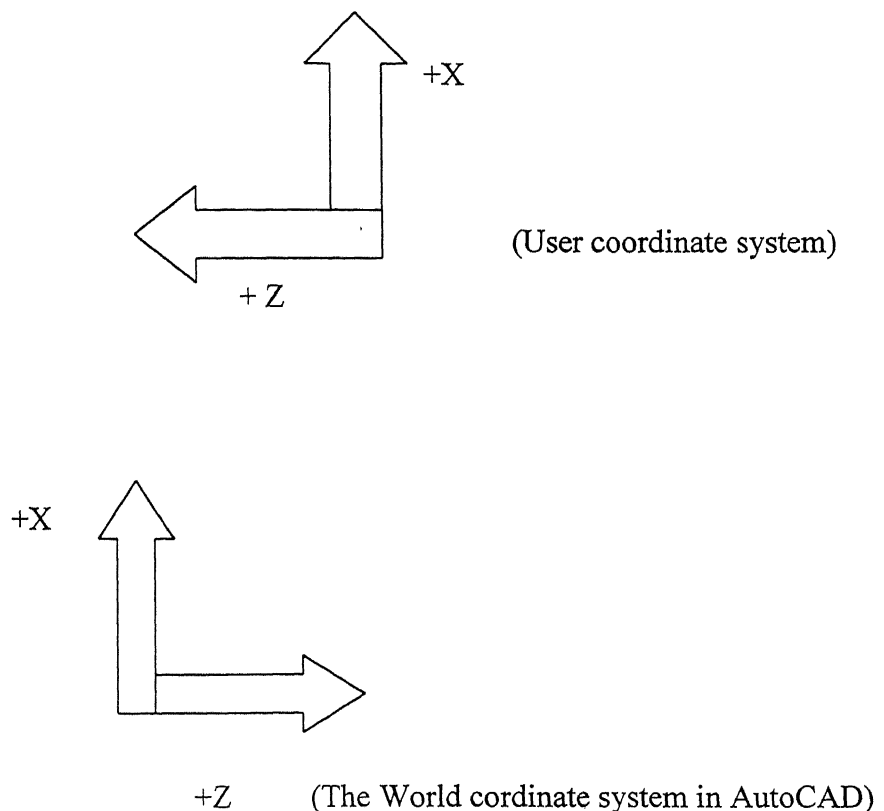 +X
(User coordinate system)
+ Z
+X
+Z (The World cordinate system in AutoCAD)